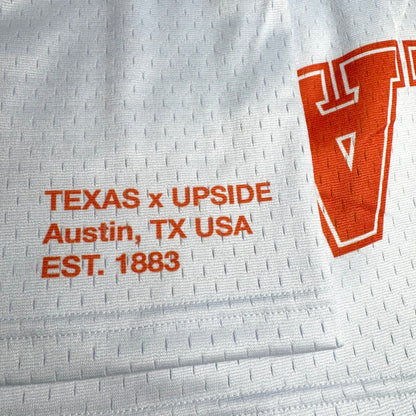 TEXAS x UPSIDE
Austin, TX USA
EST. 1883
A